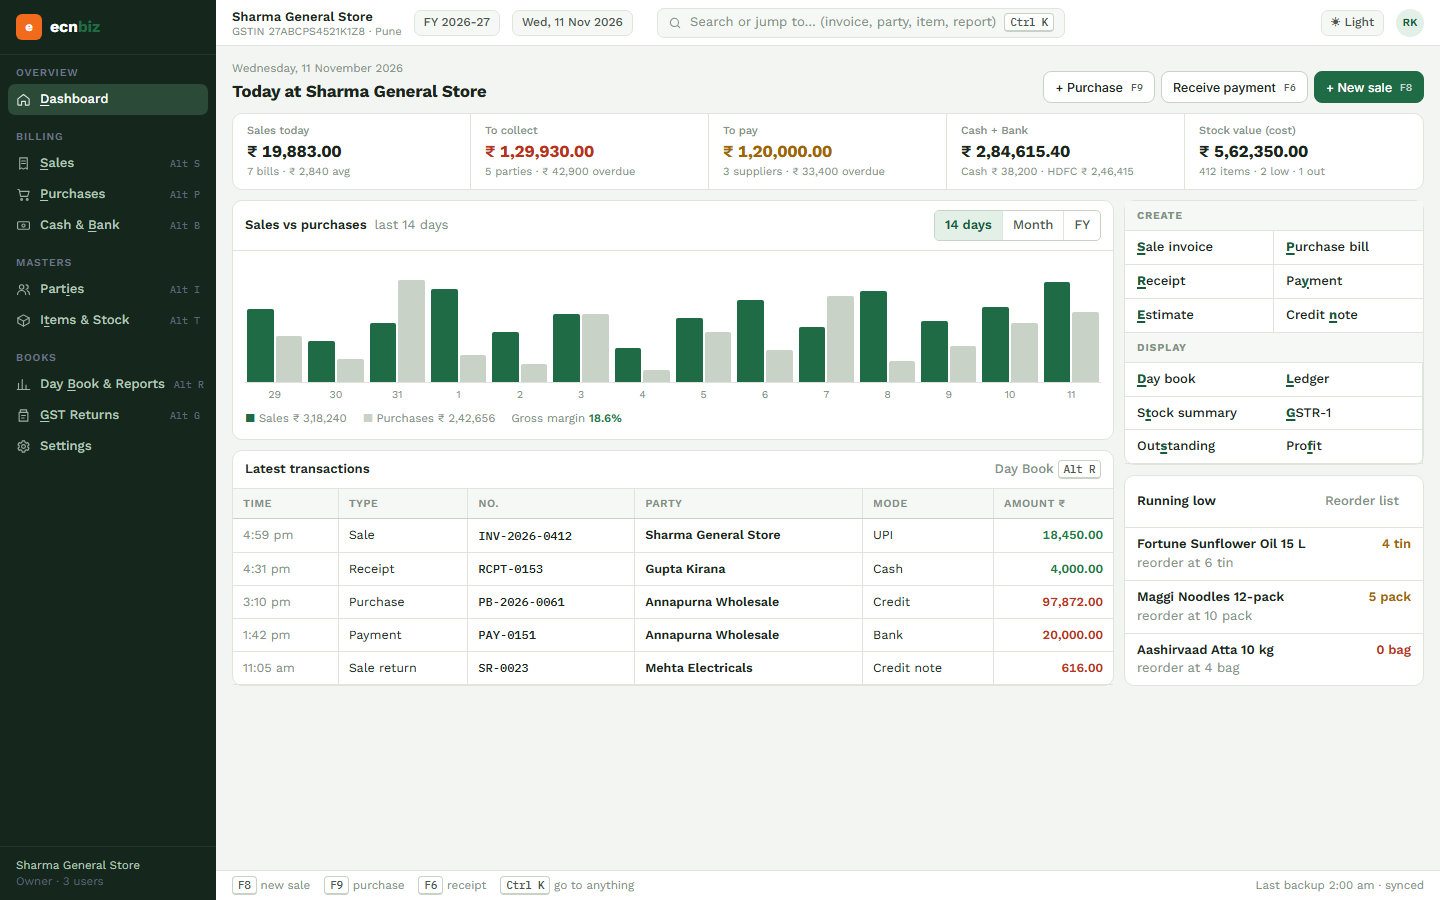 e ecnbiz
OVERVIEW
Dashboard
BILLING
Sales Alt S
Purchases Alt P
Cash & Bank Alt B
MASTERS
Parties Alt I
Items & Stock Alt T
BOOKS
Day Book & Reports Alt R
GST Returns Alt G
Settings
Sharma General Store
Owner · 3 users
Sharma General Store
GSTIN 27ABCPS4521K1Z8 · Pune
FY 2026-27
Wed, 11 Nov 2026
Search or jump to... (invoice, party, item, report) Ctrl K
☀ Light
RK
Wednesday, 11 November 2026
Today at Sharma General Store
+ Purchase F9
Receive payment F6
+ New sale F8
Sales today
₹ 19,883.00
7 bills · ₹ 2,840 avg
To collect
₹ 1,29,930.00
5 parties · ₹ 42,900 overdue
To pay
₹ 1,20,000.00
3 suppliers · ₹ 33,400 overdue
Cash + Bank
₹ 2,84,615.40
Cash ₹ 38,200 · HDFC ₹ 2,46,415
Stock value (cost)
₹ 5,62,350.00
412 items · 2 low · 1 out
Sales vs purchases last 14 days
14 days Month FY
29 30 31 1 2 3 4 5 6 7 8 9 10 11
Sales ₹ 3,18,240 Purchases ₹ 2,42,656 Gross margin 18.6%
Latest transactions Day Book Alt R
TIME TYPE NO. PARTY MODE AMOUNT ₹
4:59 pm Sale INV-2026-0412 Sharma General Store UPI 18,450.00
4:31 pm Receipt RCPT-0153 Gupta Kirana Cash 4,000.00
3:10 pm Purchase PB-2026-0061 Annapurna Wholesale Credit 97,872.00
1:42 pm Payment PAY-0151 Annapurna Wholesale Bank 20,000.00
11:05 am Sale return SR-0023 Mehta Electricals Credit note 616.00
CREATE
Sale invoice Purchase bill
Receipt Payment
Estimate Credit note
DISPLAY
Day book Ledger
Stock summary GSTR-1
Outstanding Profit
Running low Reorder list
Fortune Sunflower Oil 15 L 4 tin
reorder at 6 tin
Maggi Noodles 12-pack 5 pack
reorder at 10 pack
Aashirvaad Atta 10 kg 0 bag
reorder at 4 bag
F8 new sale F9 purchase F6 receipt Ctrl K go to anything
Last backup 2:00 am · synced